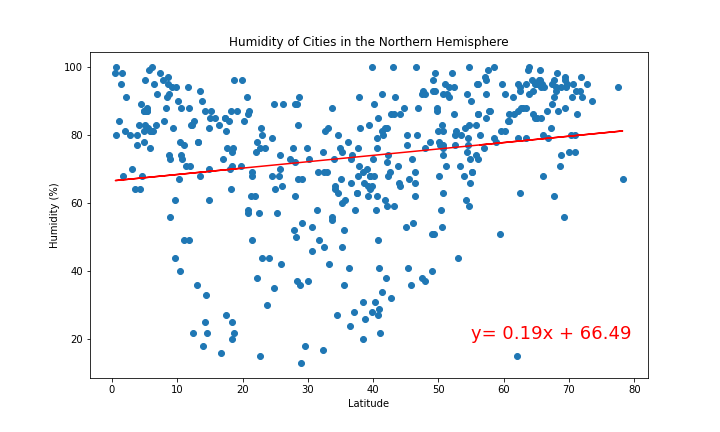 Humidity of Cities in the Northern Hemisphere
100
80
60
40
20
Humidity (%)
y= 0.19x + 66.49
0 10 20 30 40 50 60 70 80
Latitude